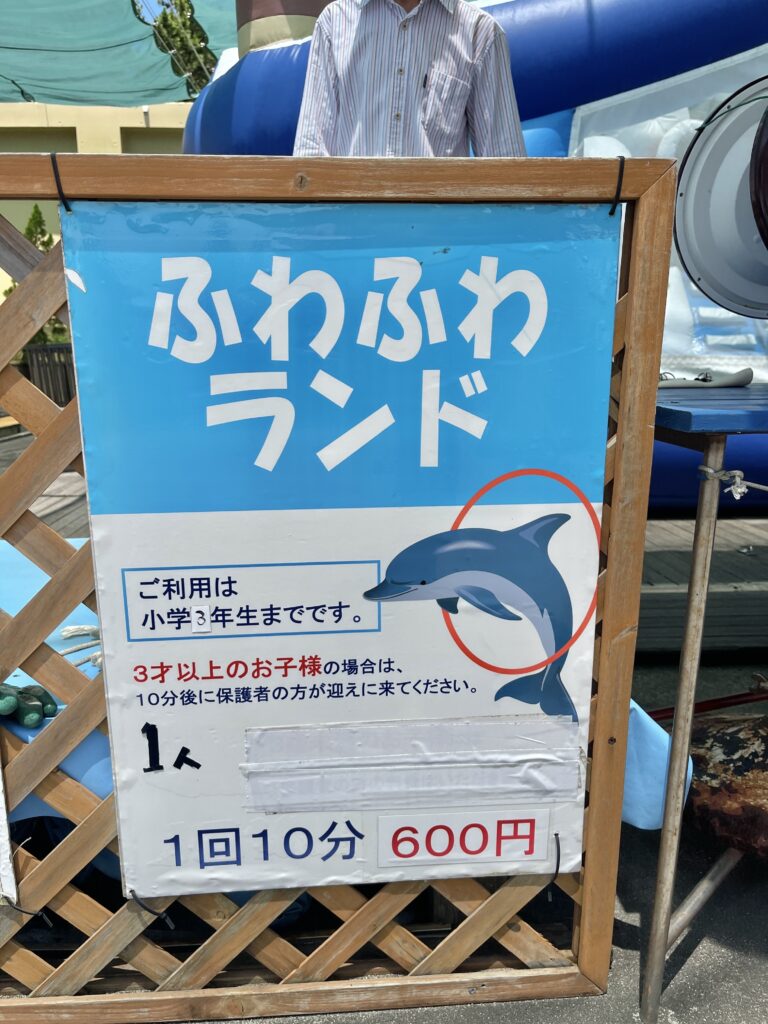 ふわふわ
ランド
ご利用は
小学3年生までです。
3才以上のお子様の場合は、
10分後に保護者の方が迎えに来てください。
1人
1回10分 600円